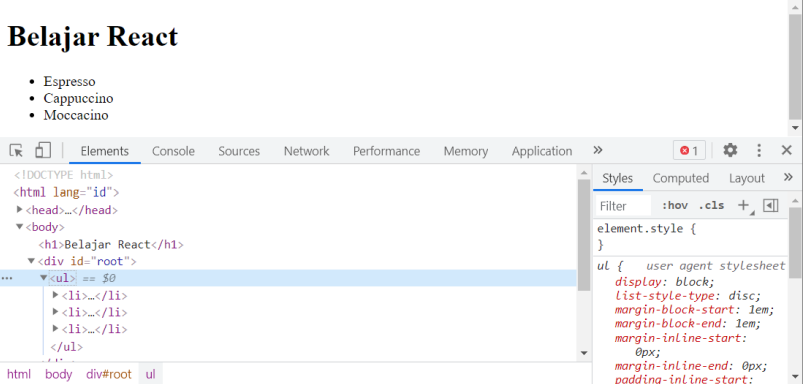 Belajar React
• Espresso
• Cappuccino
• Moccacino
Elements Console Sources Network Performance Memory Application » 1
<!DOCTYPE html>
<html lang="id">
▶<head>…</head>
▼<body>
<h1>Belajar React</h1>
▼<div id="root">
… ▼<ul> == $0
▶<li>…</li>
▶<li>…</li>
▶<li>…</li>
</ul>
html body div#root ul
Styles Computed Layout »
Filter :hov .cls +
element.style {
}
ul { user agent stylesheet
display: block;
list-style-type: disc;
margin-block-start: 1em;
margin-block-end: 1em;
margin-inline-start:
0px;
margin-inline-end: 0px;
padding-inline-start: